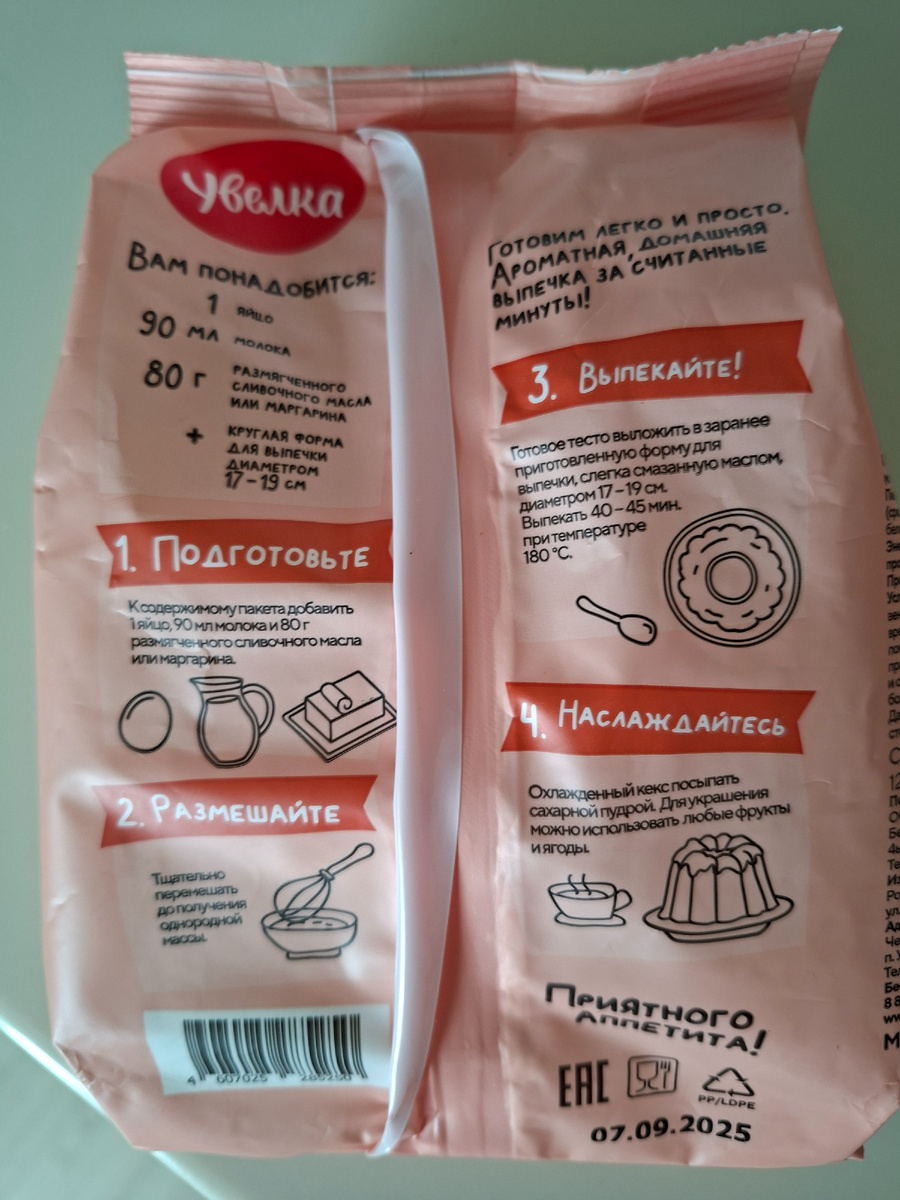 Увелка
Вам понадобится:
1 яйцо
90 мл молока
80 г размягченного
сливочного масла
или маргарина
+ круглая форма
для выпечки
диаметром
17–19 см
1. Подготовьте
К содержимому пакета добавить
1 яйцо, 90 мл молока и 80 г
размягченного сливочного масла
или маргарина.
2. Размешайте
Тщательно
перемешать
до получения
однородной
массы.
4 607025
Готовим легко и просто.
Ароматная, домашняя
выпечка за считанные
минуты!
3. Выпекайте!
Готовое тесто выложить в заранее
приготовленную форму для
выпечки, слегка смазанную маслом,
диаметром 17–19 см.
Выпекать 40–45 мин.
при температуре
180 °C.
4. Наслаждайтесь
Охлажденный кекс посыпать
сахарной пудрой. Для украшения
можно использовать любые фрукты
и ягоды.
Приятного
аппетита!
EAC
PP/LDPE
07.09.2025